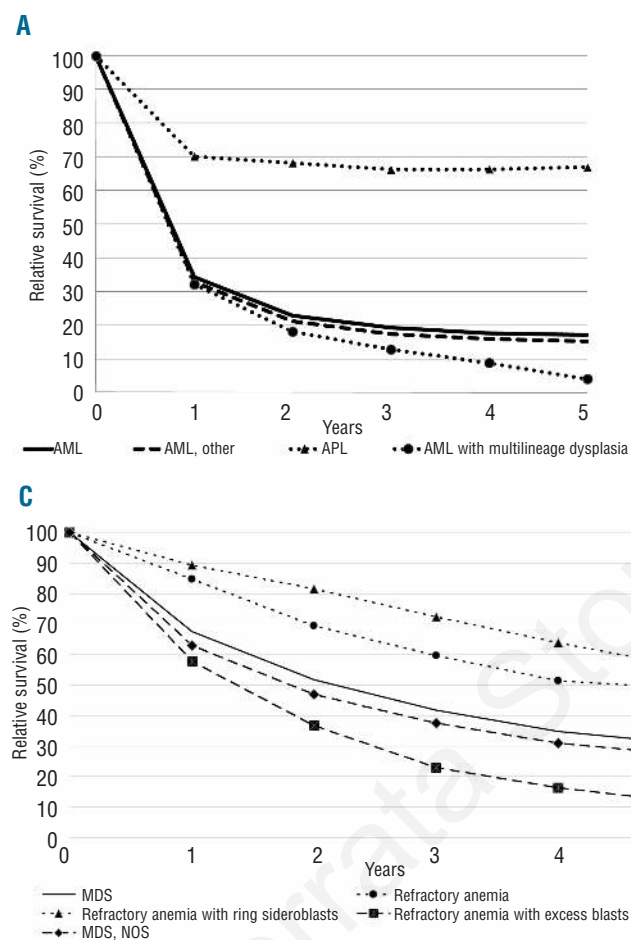 A
Relative survival (%)
100
90
80
70
60
50
40
30
20
10
0
0 1 2 3 4 5
Years
AML AML, other APL AML with multilineage dysplasia
C
Relative survival (%)
100
90
80
70
60
50
40
30
20
10
0
0 1 2 3 4
Years
MDS Refractory anemia
Refractory anemia with ring sideroblasts Refractory anemia with excess blasts
MDS, NOS